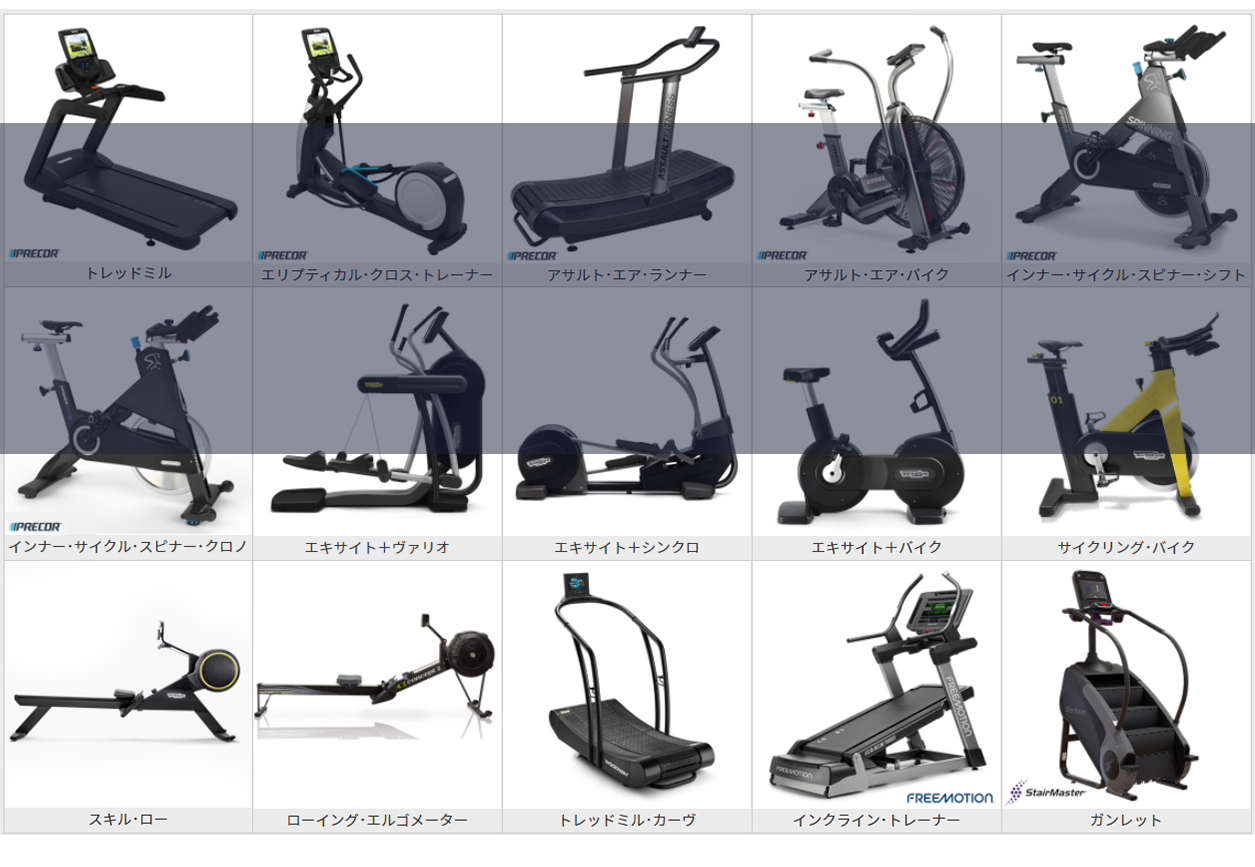 PRECOR
PRECOR
ASSAULT FITNESS
PRECOR
PRECOR
SPINNING
PRECOR
トレッドミル
エリプティカル・クロス・トレーナー
アサルト・エア・ランナー
アサルト・エア・バイク
インナー・サイクル・スピナー・シフト
PRECOR
01
インナー・サイクル・スピナー・クロノ
エキサイト＋ヴァリオ
エキサイト＋シンクロ
エキサイト＋バイク
サイクリング・バイク
CONCEPT 2
WOODWAY
FREEMOTION
FREEMOTION
FREEMOTION
StairMaster
スキル・ロー
ローイング・エルゴメーター
トレッドミル・カーヴ
インクライン・トレーナー
ガンレット